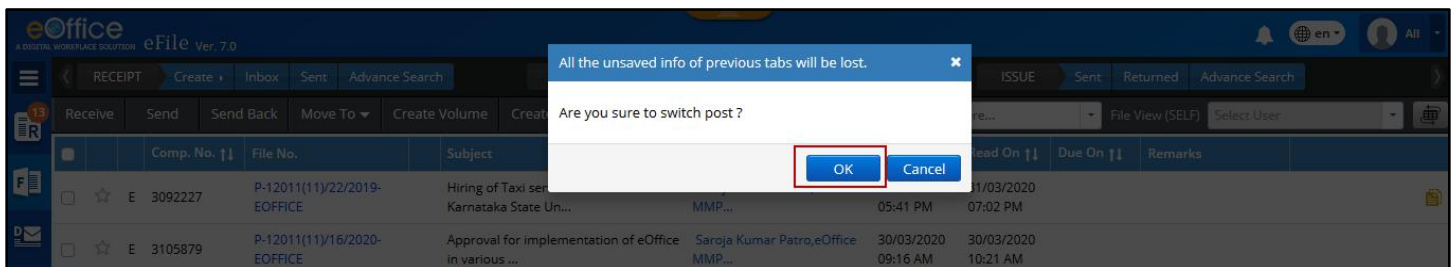 eOffice
A DIGITAL WORKPLACE SOLUTION eFile Ver. 7.0
en
All
All the unsaved info of previous tabs will be lost.
RECEIPT Create Inbox Sent Advance Search ISSUE Sent Returned Advance Search
13
R
Receive Send Send Back Move To Create Volume
Are you sure to switch post ?
File View (SELF) Select User
OK Cancel
Comp. No. File No. Subject Read On Due On Remarks
F
E 3092227 P-12011(11)/22/2019- Hiring of Taxi ser
31/03/2020
EOFFICE Karnataka State Un... MMP... 05:41 PM 07:02 PM
D
E 3105879 P-12011(11)/16/2020- Approval for implementation of eOffice Saroja Kumar Patro,eOffice 30/03/2020 30/03/2020
EOFFICE in various ... MMP... 09:16 AM 10:21 AM